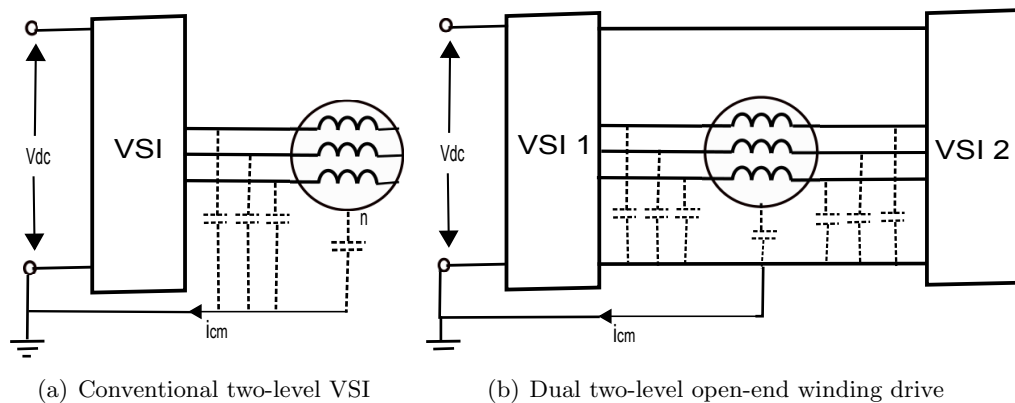 Vdc
VSI
n
icm
Vdc
VSI 1
VSI 2
icm
(a) Conventional two-level VSI
(b) Dual two-level open-end winding drive